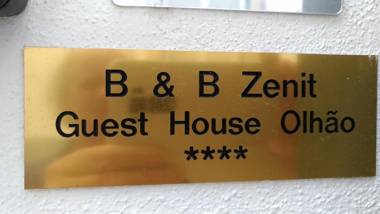 B & B Zenit
Guest House Olhão
****